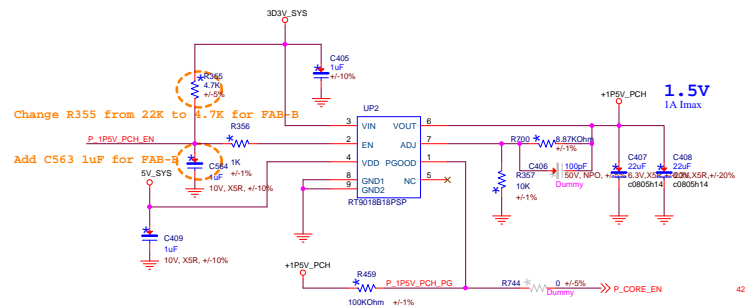 3D3V_SYS
C405
1uF
+/-10%
R355
4.7K
+/-5%
Change R355 from 22K to 4.7K for FAB-B
P_1P5V_PCH_EN
R356
1K
+/-1%
Add C563 1uF for FAB-B
C564
1uF
10V, X5R, +/-10%
5V_SYS
C409
1uF
10V, X5R, +/-10%
UP2
3 VIN VOUT 6
2 EN ADJ 7
4 VDD PGOOD 1
8 GND1 NC 5
9 GND2
RT9018B18PSP
+1P5V_PCH
1.5V
1A Imax
R700 8.87KOhm
+/-1%
C406 100pF
50V, NPO,
Dummy
R357
10K
+/-1%
C407
22uF
6.3V,X5R,
c0805h14
C408
22uF
X5R,+/-20%
c0805h14
+1P5V_PCH
R459
100KOhm +/-1%
P_1P5V_PCH_PG
R744
0 +/-5%
Dummy
P_CORE_EN
42